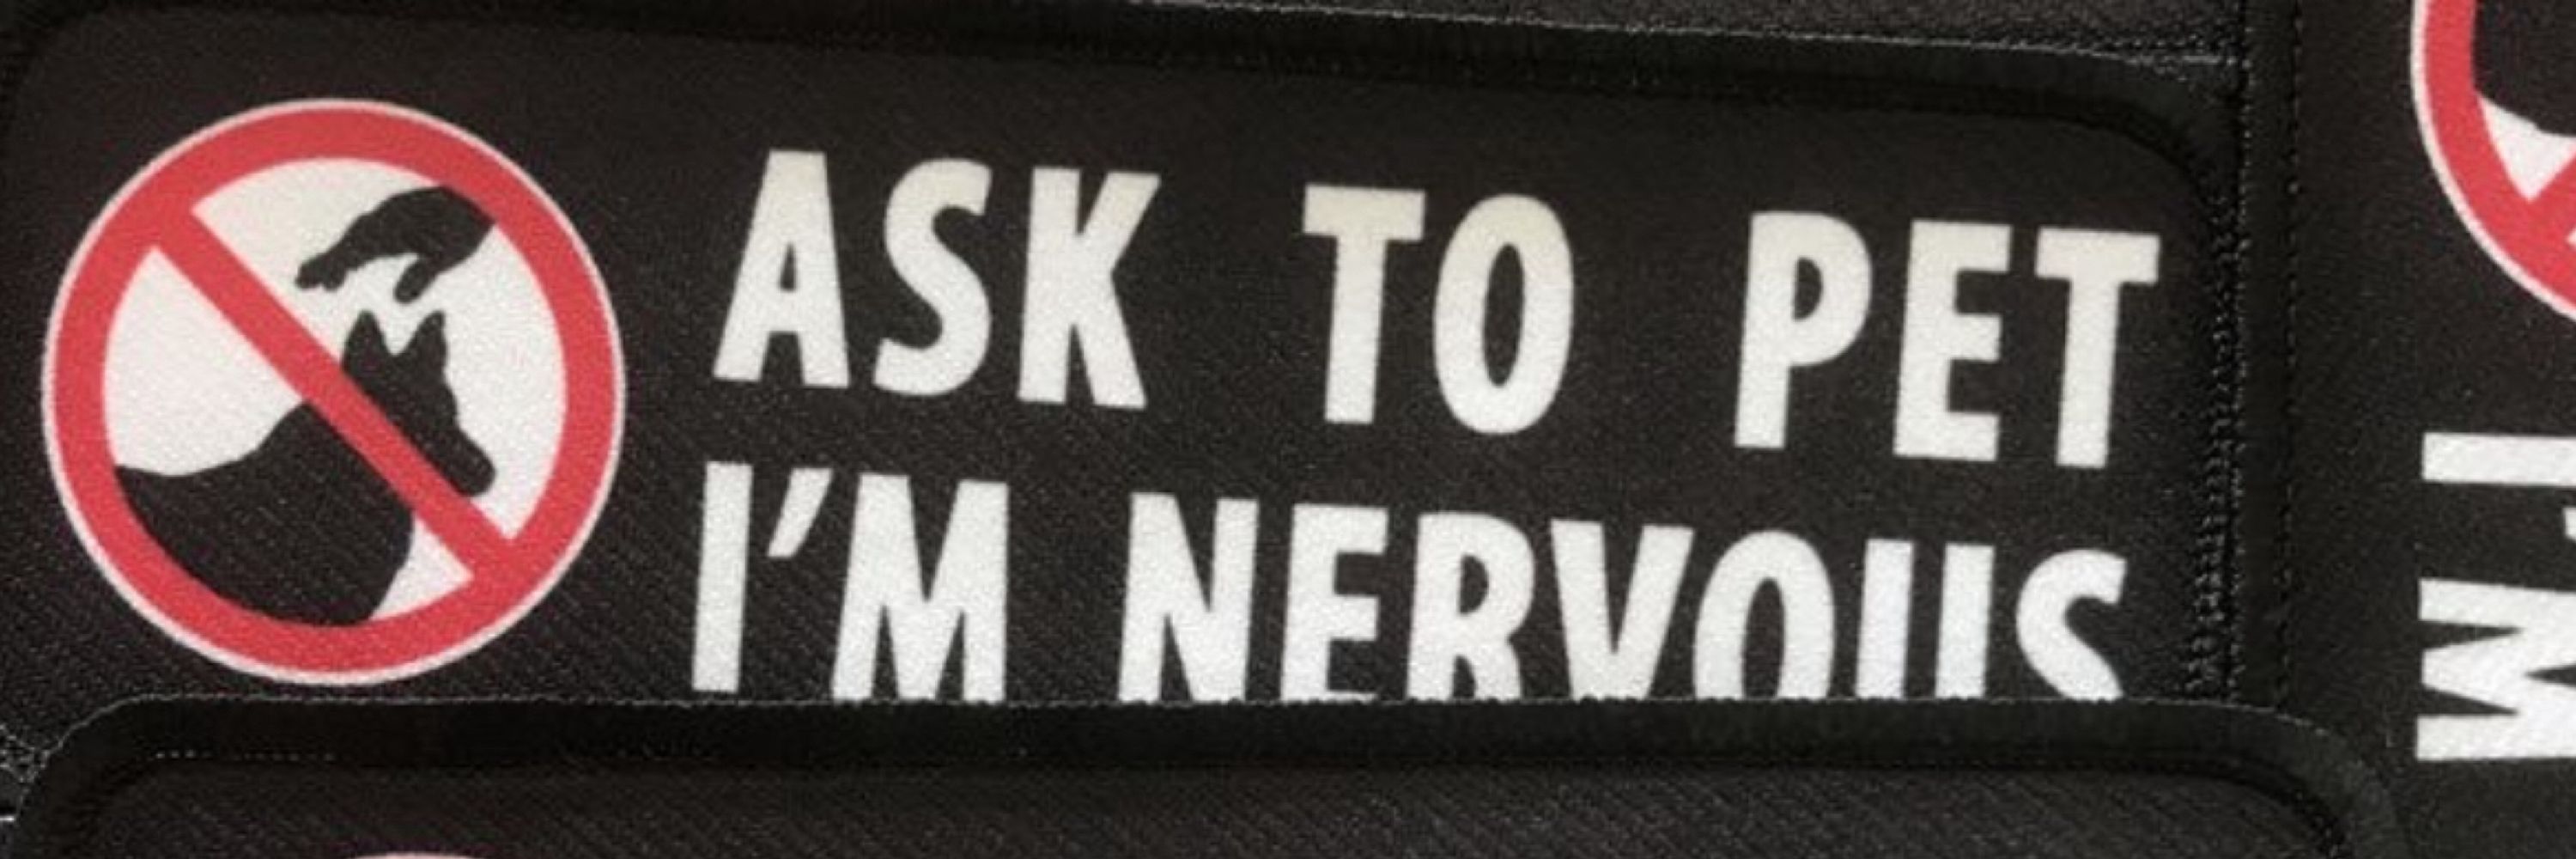 ASK TO PET
I'M NERVOUS
I'M